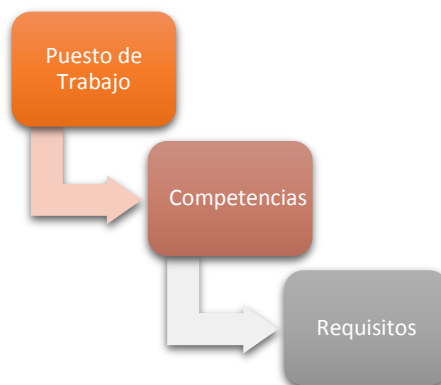 Puesto de
Trabajo
Competencias
Requisitos